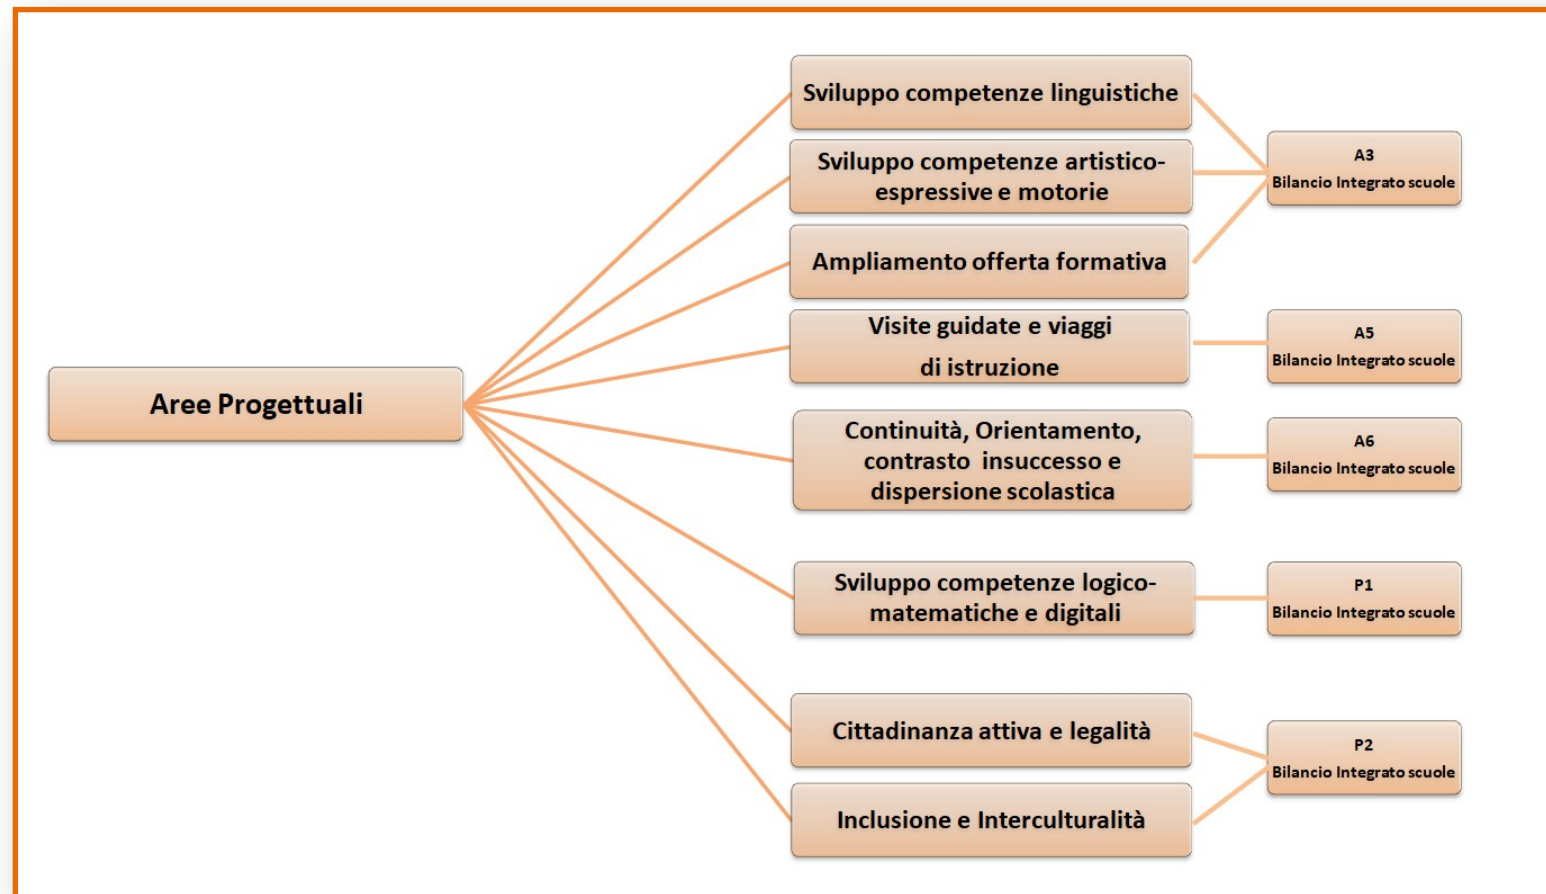 Aree Progettuali
Sviluppo competenze linguistiche
Sviluppo competenze artistico-
espressive e motorie
Ampliamento offerta formativa
A3
Bilancio Integrato scuole
Visite guidate e viaggi
di istruzione
A5
Bilancio Integrato scuole
Continuità, Orientamento,
contrasto insuccesso e
dispersione scolastica
A6
Bilancio Integrato scuole
Sviluppo competenze logico-
matematiche e digitali
P1
Bilancio Integrato scuole
Cittadinanza attiva e legalità
Inclusione e Interculturalità
P2
Bilancio Integrato scuole